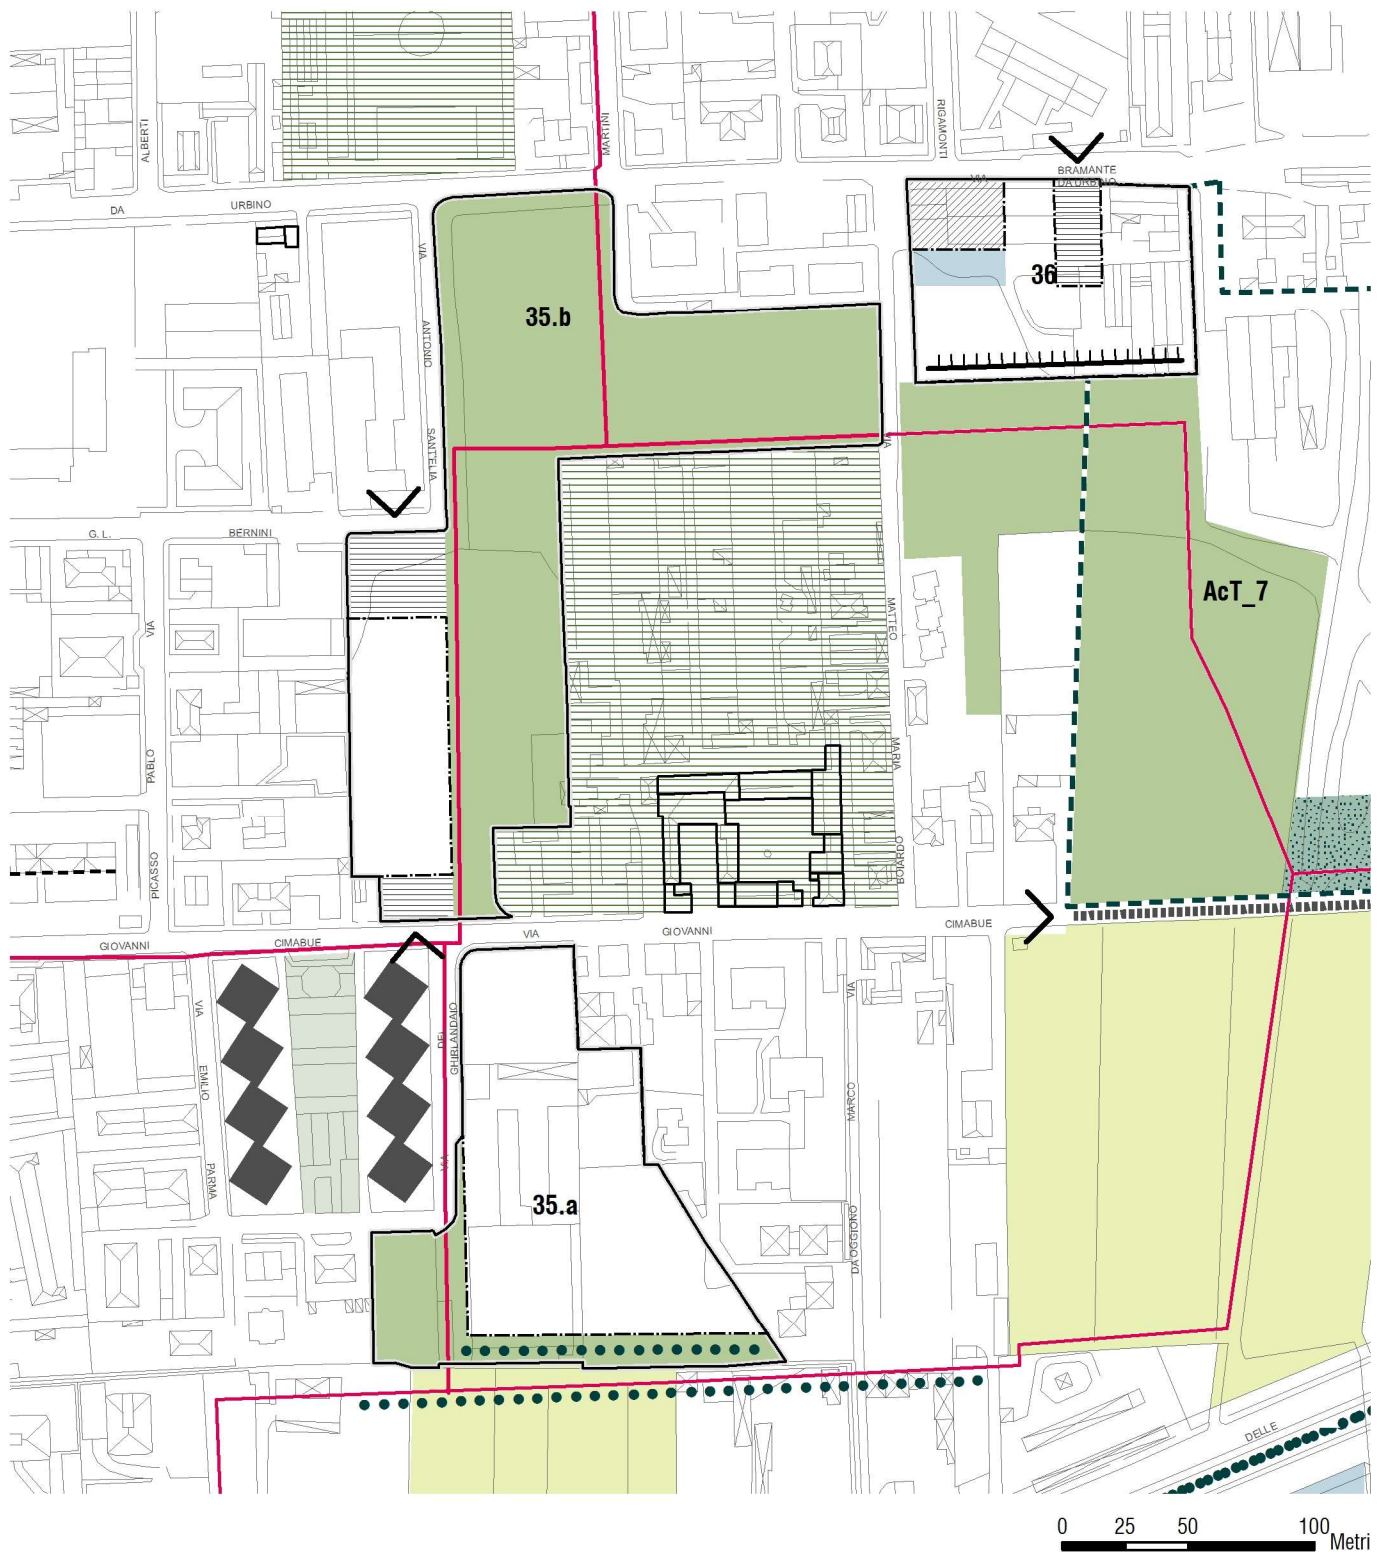 ALBERTI
MARTINI
RIGAMONTI
VIA
BRAMANTE
DA URBINO
DA
URBINO
VIA
ANTONIO
SANT'ELIA
35.b
36
VIA
G. L.
BERNINI
VIA
PABLO
PICASSO
MATTEO
MARIA
BOIARDO
AcT_7
GIOVANNI
CIMABUE
VIA
GIOVANNI
CIMABUE
VIA
EMILIO
PARMA
DEL
GHIRLANDAIO
VIA
VIA
MARCO
DA OGGIONO
35.a
DELLE
0 25 50 100
Metri